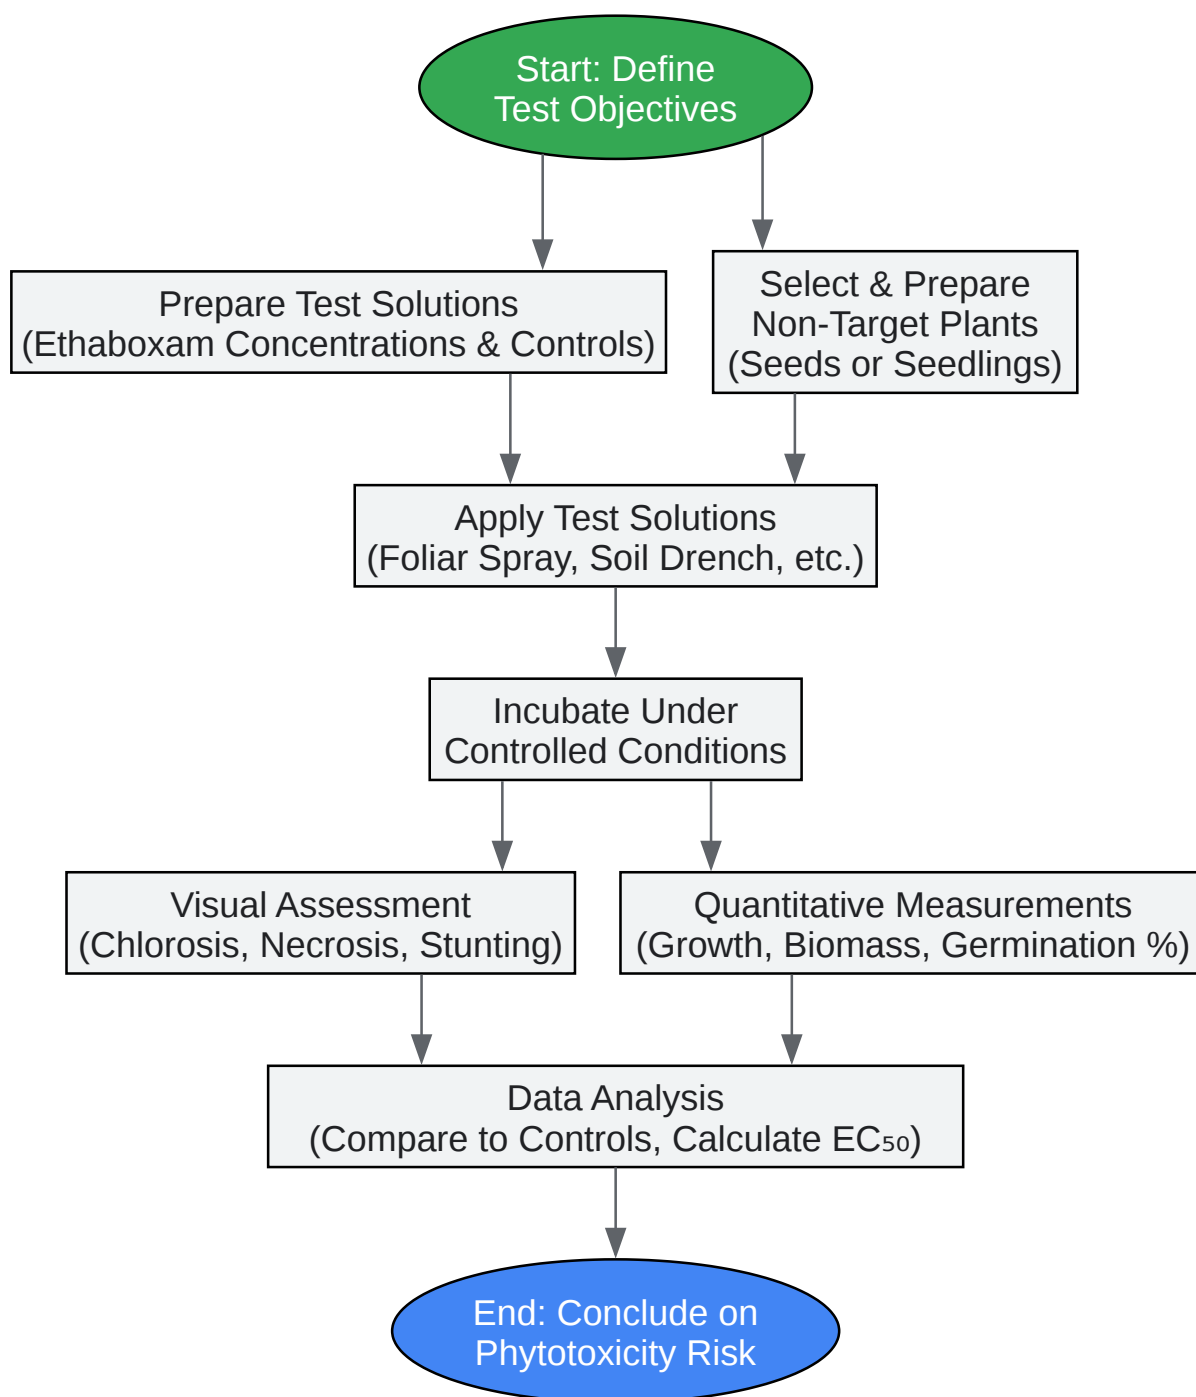 Start: Define
Test Objectives
Prepare Test Solutions
(Ethaboxam Concentrations & Controls)
Select & Prepare
Non-Target Plants
(Seeds or Seedlings)
Apply Test Solutions
(Foliar Spray, Soil Drench, etc.)
Incubate Under
Controlled Conditions
Visual Assessment
(Chlorosis, Necrosis, Stunting)
Quantitative Measurements
(Growth, Biomass, Germination %)
Data Analysis
(Compare to Controls, Calculate EC₅₀)
End: Conclude on
Phytotoxicity Risk